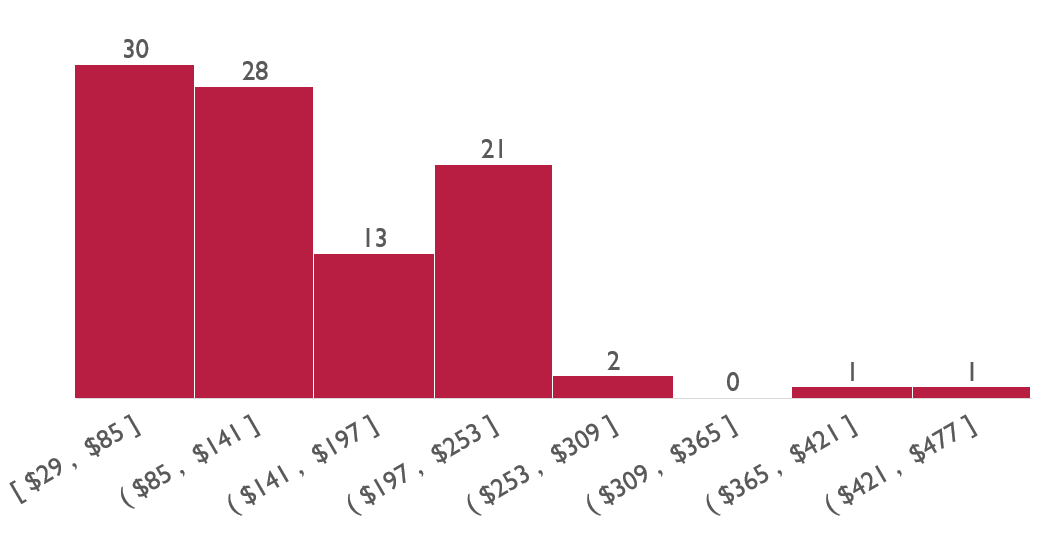 30
28
13
21
2
0
1
1
[ $29 , $85 ]
( $85 , $141 ]
( $141 , $197 ]
( $197 , $253 ]
( $253 , $309 ]
( $309 , $365 ]
( $365 , $421 ]
( $421 , $477 ]